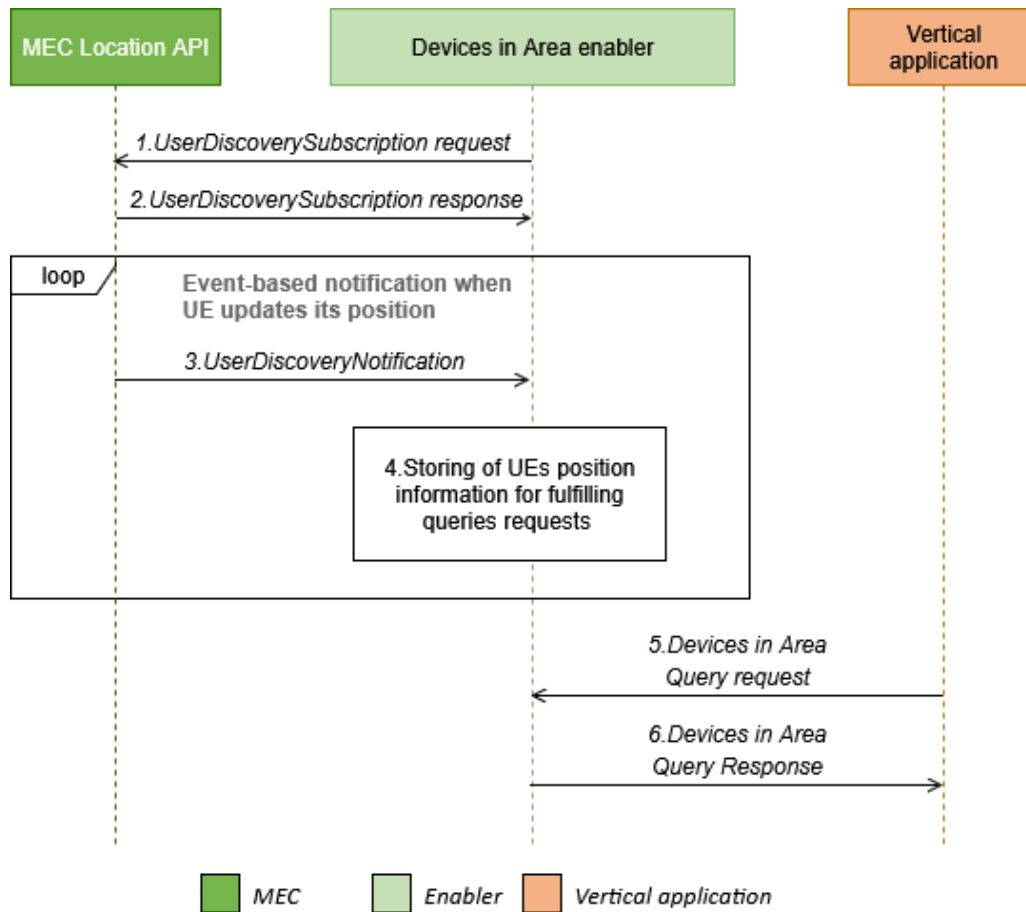 MEC Location API
Devices in Area enabler
Vertical
application
1.UserDiscoverySubscription request
2.UserDiscoverySubscription response
loop
Event-based notification when
UE updates its position
3.UserDiscoveryNotification
4.Storing of UEs position
information for fulfilling
queries requests
5.Devices in Area
Query request
6.Devices in Area
Query Response
MEC
Enabler
Vertical application